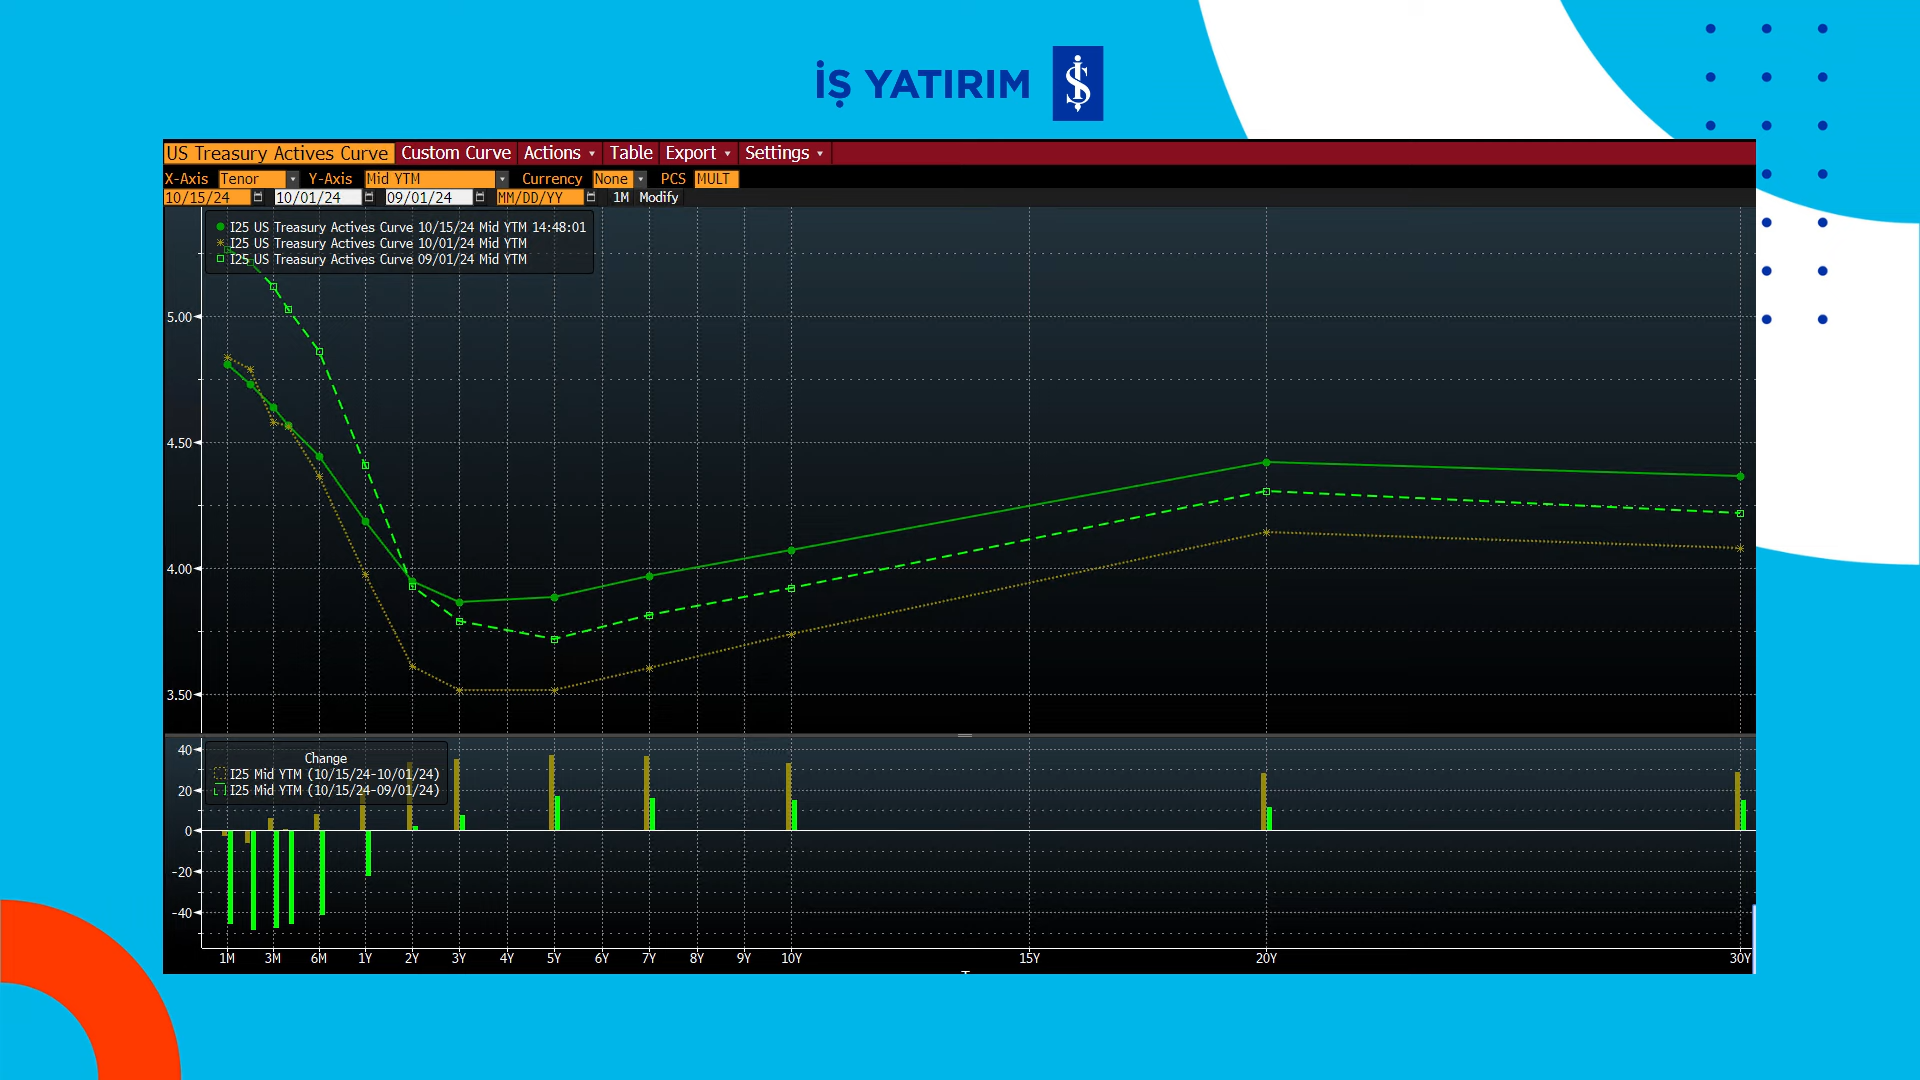 İŞ YATIRIM
US Treasury Actives Curve Custom Curve Actions Table Export Settings
X-Axis Tenor Y-Axis Mid YTM Currency None PCS MULT
10/15/24 10/01/24 09/01/24 MM/DD/YY 1M Modify
I25 US Treasury Actives Curve 10/15/24 Mid YTM 14:48:01
I25 US Treasury Actives Curve 10/01/24 Mid YTM
I25 US Treasury Actives Curve 09/01/24 Mid YTM
5.00
4.50
4.00
3.50
40
Change
I25 Mid YTM (10/15/24-10/01/24)
20
I25 Mid YTM (10/15/24-09/01/24)
0
-20
-40
1M 3M 6M 1Y 2Y 3Y 4Y 5Y 6Y 7Y 8Y 9Y 10Y 15Y 20Y 30Y